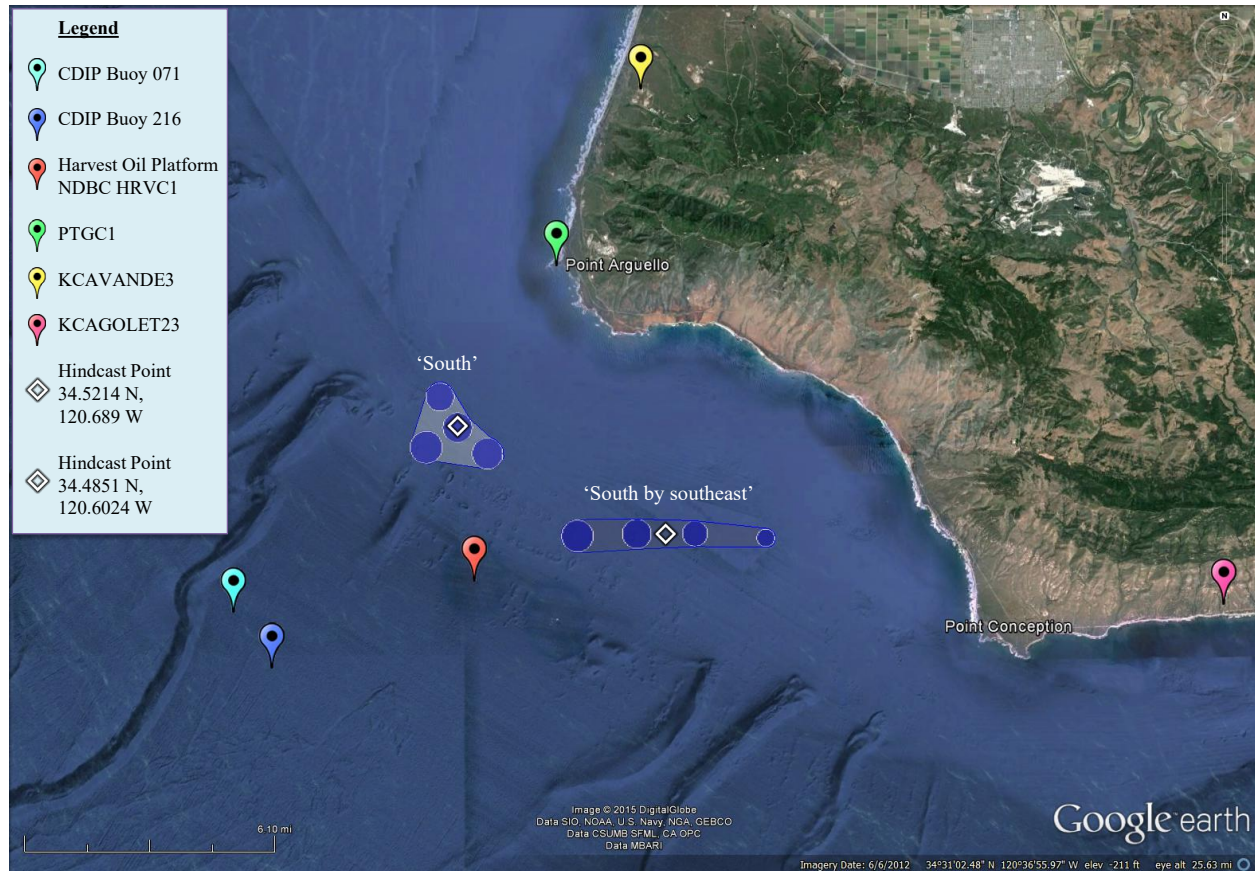 Legend
CDIP Buoy 071
CDIP Buoy 216
Harvest Oil Platform
NDBC HRVC1
PTGC1
KCAVANDE3
KCAGOLET23
Hindcast Point
34.5214 N,
120.689 W
Hindcast Point
34.4851 N,
120.6024 W
N
Point Arguello
‘South’
‘South by southeast’
Point Conception
6.10 mi
Image © 2015 DigitalGlobe
Data SIO, NOAA, U.S. Navy, NGA, GEBCO
Data CSUMB SFML, CA OPC
Data MBARI
Google earth
Imagery Date: 6/6/2012 34°31'02.48" N 120°36'55.97" W elev -211 ft eye alt 25.63 mi